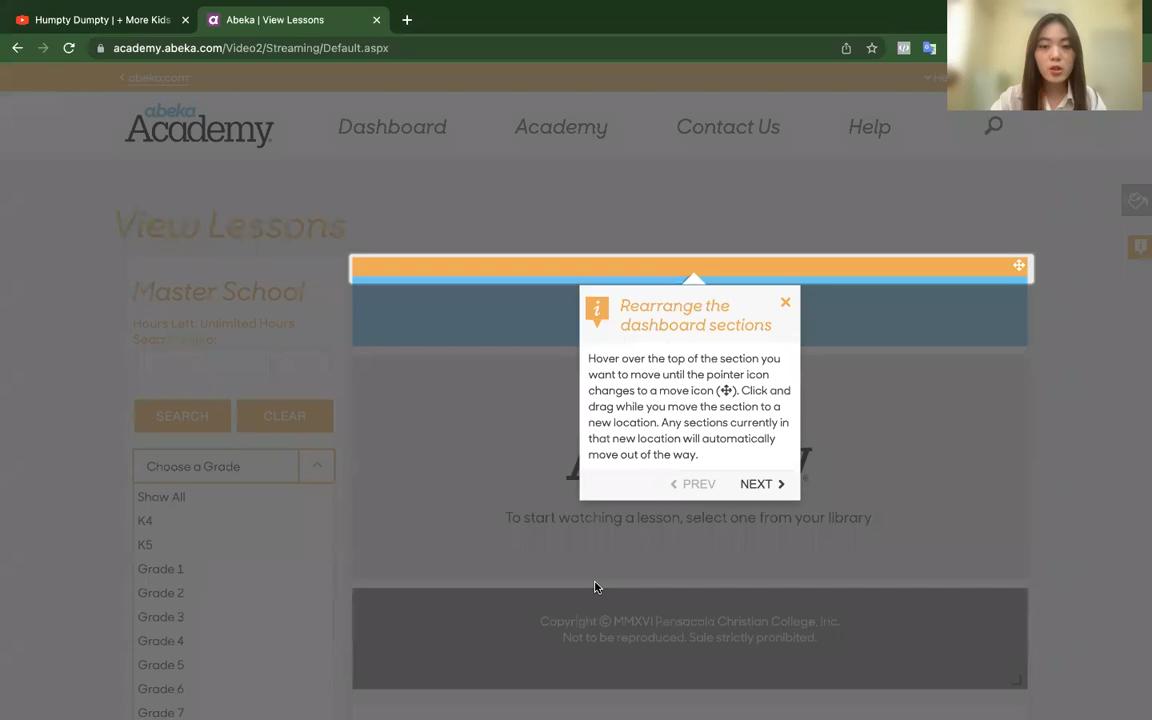 Humpty Dumpty | + More Kids
Abeka | View Lessons
academy.abeka.com/Video2/Streaming/Default.aspx
abeka.com
abeka
Academy
Dashboard
Academy
Contact Us
Help
View Lessons
Master School
Hours Left: Unlimited Hours
SEARCH
CLEAR
Choose a Grade
Show All
K4
K5
Grade 1
Grade 2
Grade 3
Grade 4
Grade 5
Grade 6
Grade 7
Rearrange the
dashboard sections
Hover over the top of the section you
want to move until the pointer icon
changes to a move icon ( ). Click and
drag while you move the section to a
new location. Any sections currently in
that new location will automatically
move out of the way.
PREV
NEXT
To start watching a lesson, select one from your library
Copyright © MMXVI Pensacola Christian College, Inc.
Not to be reproduced. Sale strictly prohibited.